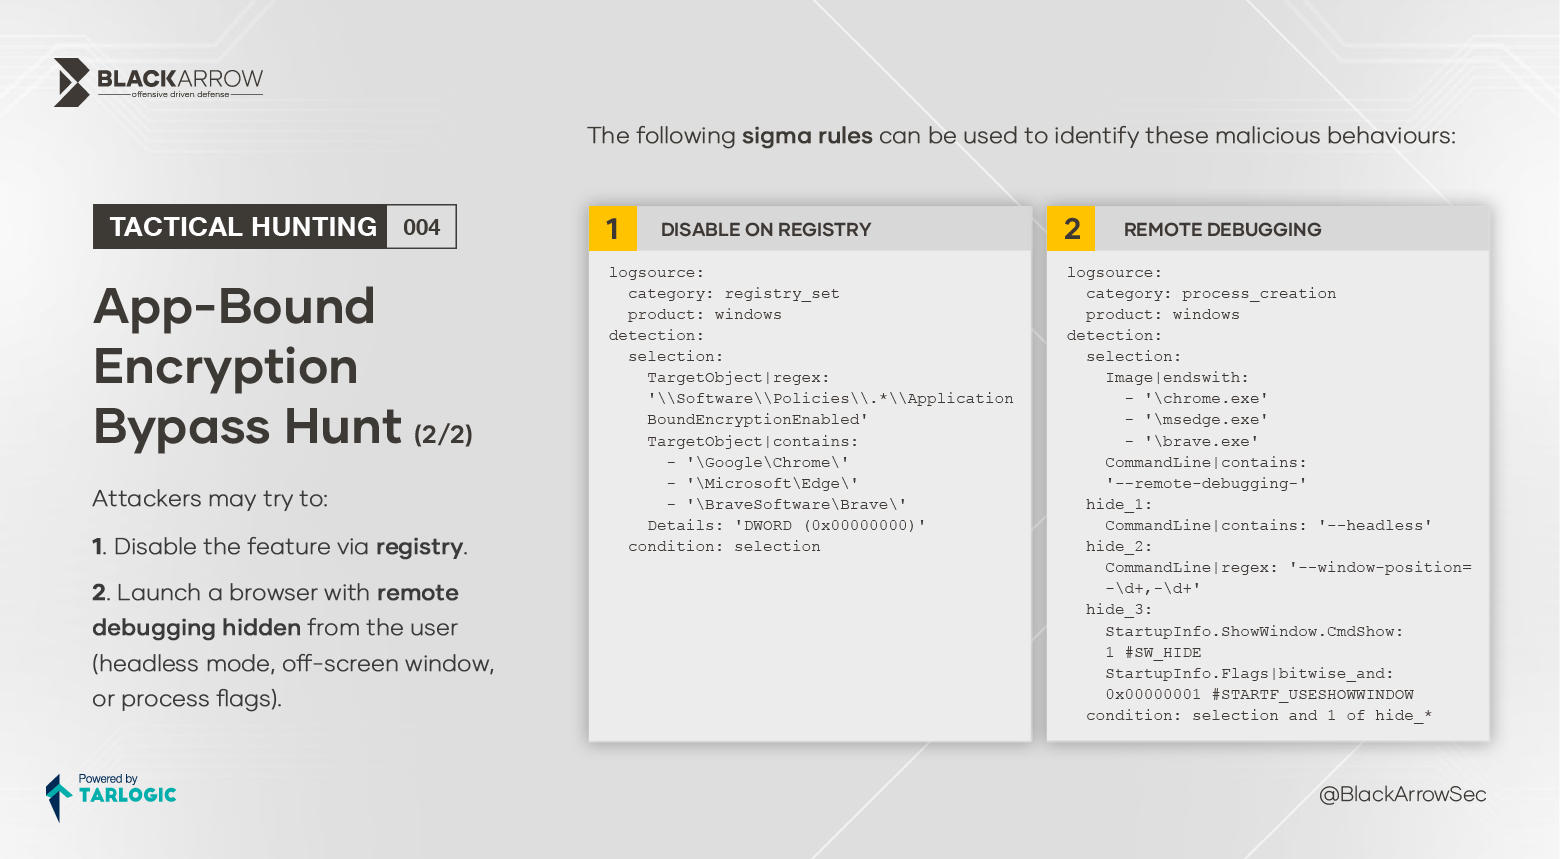 BLACKARROW
offensive driven defense
TACTICAL HUNTING 004
App-Bound
Encryption
Bypass Hunt (2/2)
Attackers may try to:
1. Disable the feature via registry.
2. Launch a browser with remote
debugging hidden from the user
(headless mode, off-screen window,
or process flags).
Powered by
TARLOGIC
The following sigma rules can be used to identify these malicious behaviours:
1 DISABLE ON REGISTRY
logsource:
category: registry_set
product: windows
detection:
selection:
TargetObject|regex:
'\\Software\\Policies\\.*\\Application
BoundEncryptionEnabled'
TargetObject|contains:
- '\Google\Chrome\'
- '\Microsoft\Edge\'
- '\BraveSoftware\Brave\'
Details: 'DWORD (0x00000000)'
condition: selection
2 REMOTE DEBUGGING
logsource:
category: process_creation
product: windows
detection:
selection:
Image|endswith:
- '\chrome.exe'
- '\msedge.exe'
- '\brave.exe'
CommandLine|contains:
'--remote-debugging-'
hide_1:
CommandLine|contains: '--headless'
hide_2:
CommandLine|regex: '--window-position=
-\d+,-\d+'
hide_3:
StartupInfo.ShowWindow.CmdShow:
1 #SW_HIDE
StartupInfo.Flags|bitwise_and:
0x00000001 #STARTF_USESHOWWINDOW
condition: selection and 1 of hide_*
@BlackArrowSec